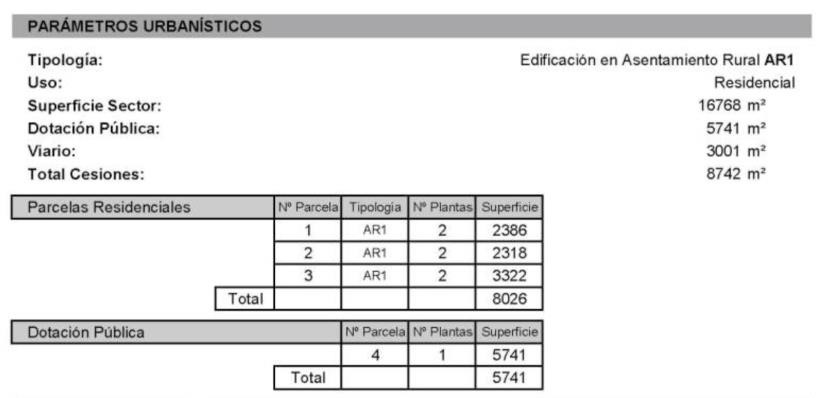 PARÁMETROS URBANÍSTICOS
Tipología: Edificación en Asentamiento Rural AR1
Uso: Residencial
Superficie Sector: 16768 m²
Dotación Pública: 5741 m²
Viario: 3001 m²
Total Cesiones: 8742 m²
Parcelas Residenciales Nº Parcela Tipologia Nº Plantas Superficie
1 AR1 2 2386
2 AR1 2 2318
3 AR1 2 3322
Total 8026
Dotación Pública Nº Parcela Nº Plantas Superficie
4 1 5741
Total 5741